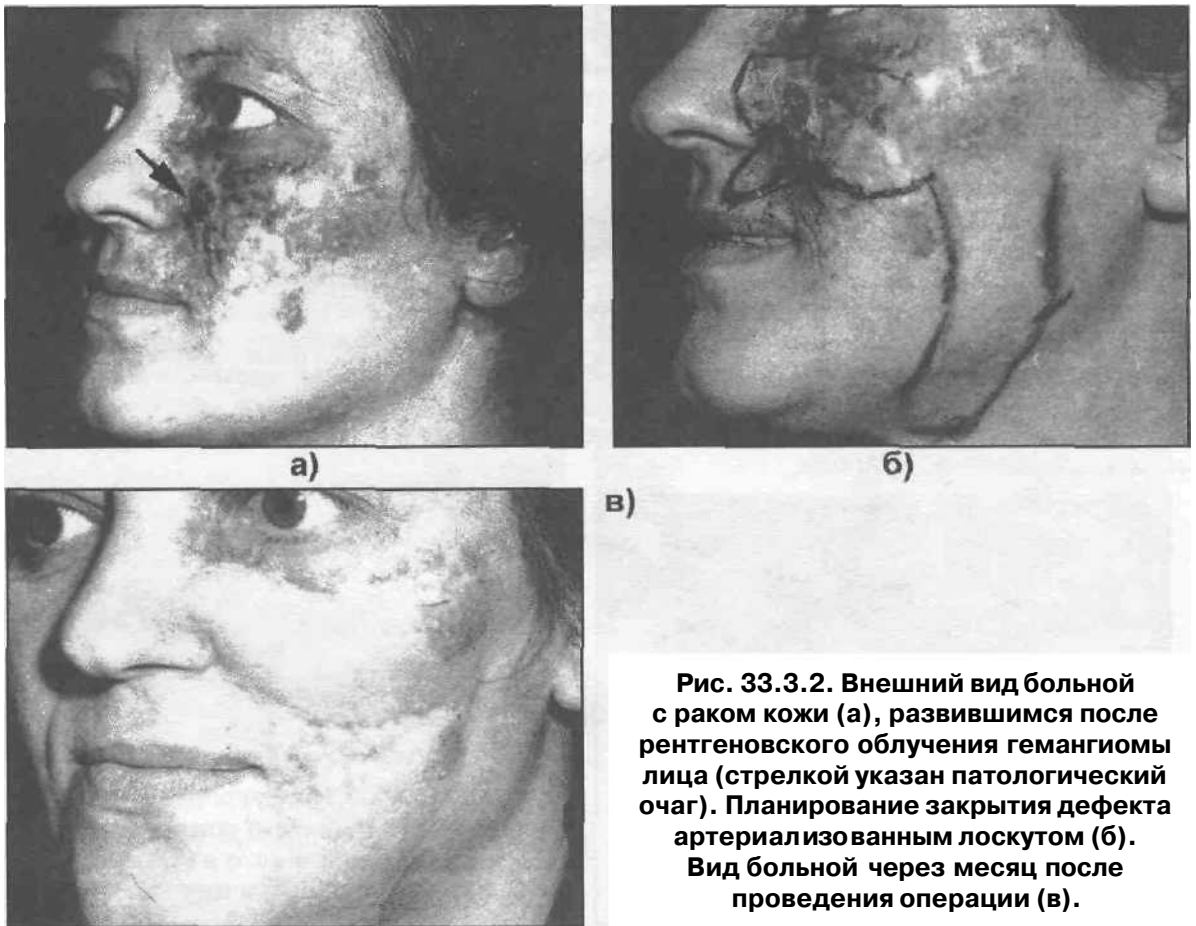 а)
б)
в)
Рис. 33.3.2. Внешний вид больной
с раком кожи (а), развившимся после
рентгеновского облучения гемангиомы
лица (стрелкой указан патологический
очаг). Планирование закрытия дефекта
артериализованным лоскутом (б).
Вид больной через месяц после
проведения операции (в).